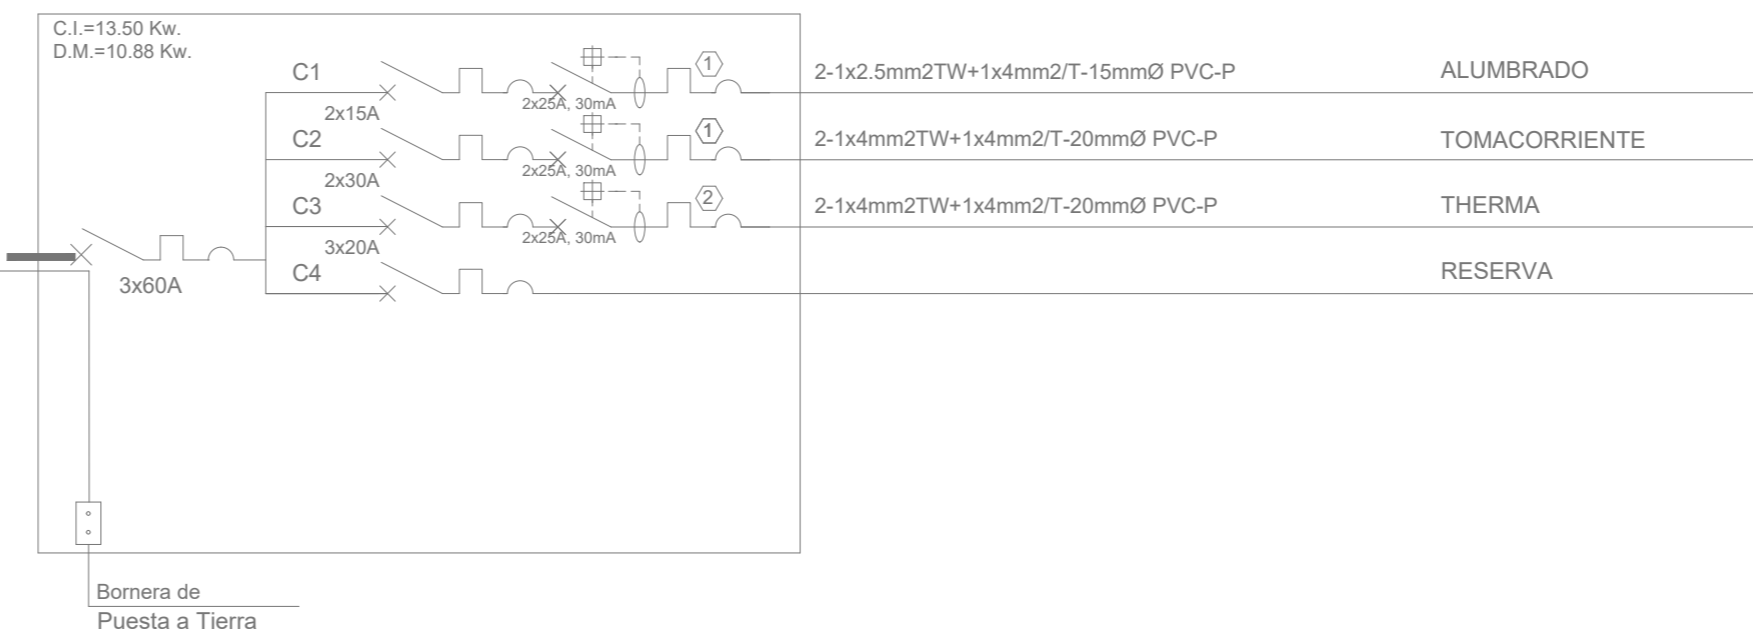 C.I.=13.50 Kw.
D.M.=10.88 Kw.
C1
1
2-1x2.5mm2TW+1x4mm2/T-15mmØ PVC-P
ALUMBRADO
2x15A
2x25A, 30mA
C2
1
2-1x4mm2TW+1x4mm2/T-20mmØ PVC-P
TOMACORRIENTE
2x30A
2x25A, 30mA
C3
2
2-1x4mm2TW+1x4mm2/T-20mmØ PVC-P
THERMA
3x20A
2x25A, 30mA
C4
RESERVA
3x60A
Bornera de
Puesta a Tierra